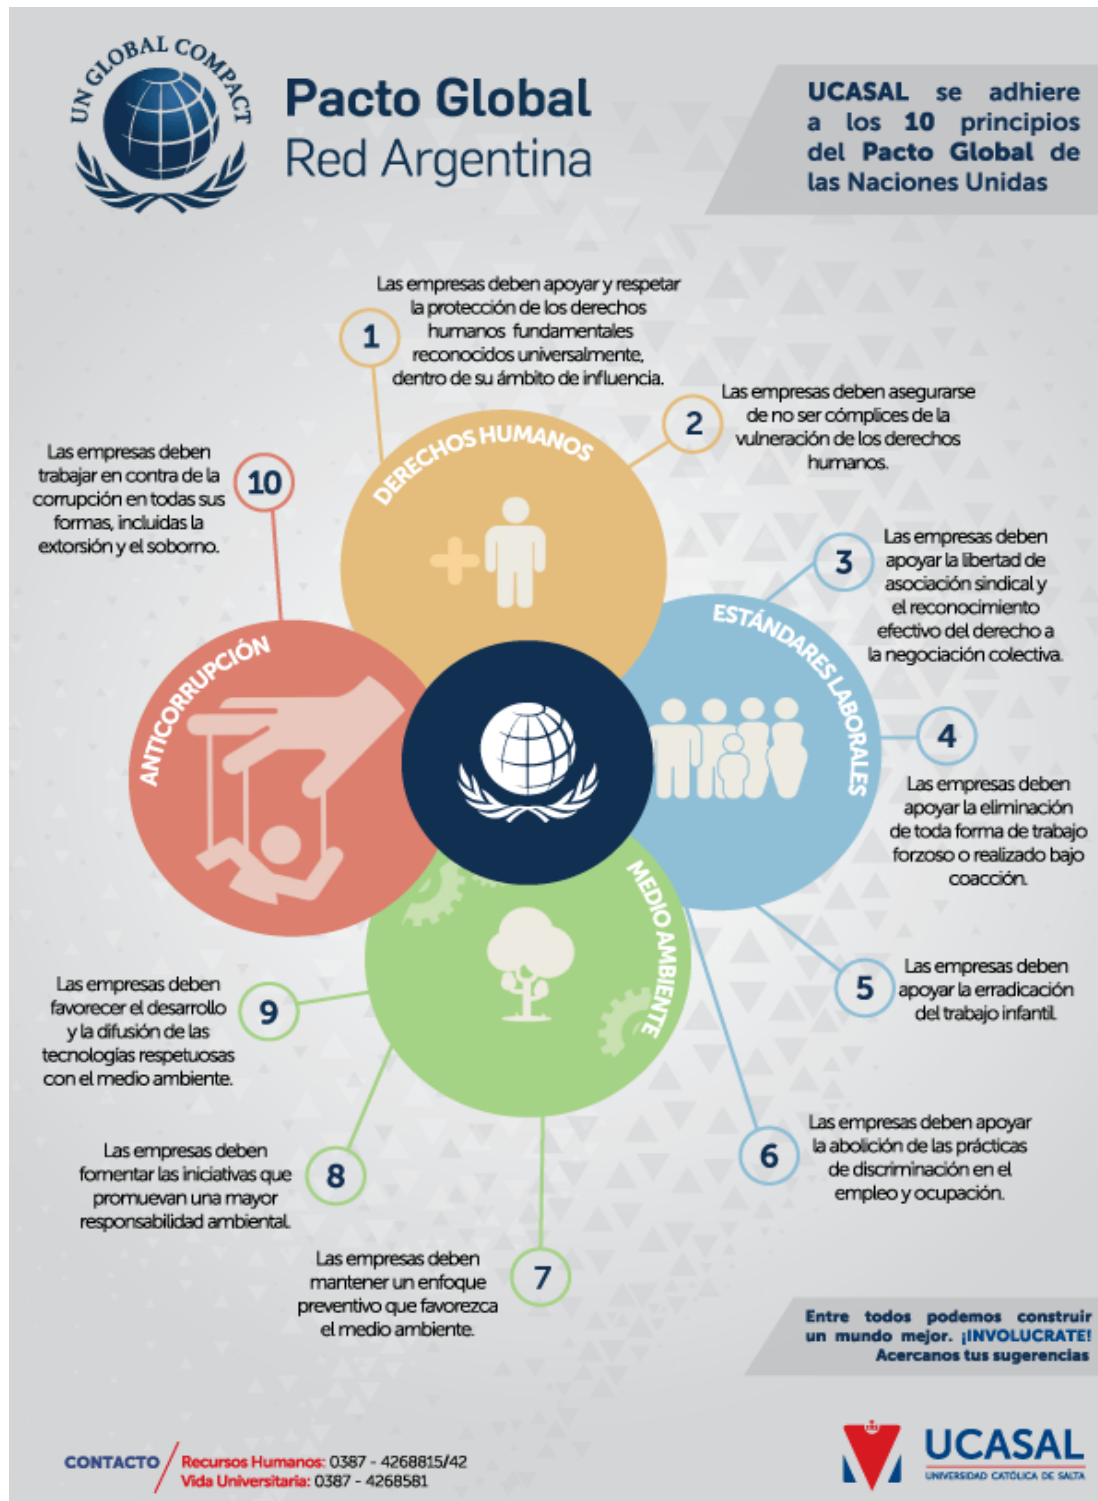 UN GLOBAL COMPACT
Pacto Global
Red Argentina
UCASAL se adhiere
a los 10 principios
del Pacto Global de
las Naciones Unidas
1
Las empresas deben apoyar y respetar
la protección de los derechos
humanos fundamentales
reconocidos universalmente,
dentro de su ámbito de influencia.
2
Las empresas deben asegurarse
de no ser cómplices de la
vulneración de los derechos
humanos.
DERECHOS HUMANOS
10
Las empresas deben
trabajar en contra de la
corrupción en todas sus
formas, incluidas la
extorsión y el soborno.
3
Las empresas deben
apoyar la libertad de
asociación sindical y
el reconocimiento
efectivo del derecho a
la negociación colectiva.
ESTÁNDARES LABORALES
ANTICORRUPCIÓN
4
Las empresas deben
apoyar la eliminación
de toda forma de trabajo
forzoso o realizado bajo
coacción.
MEDIO AMBIENTE
5
Las empresas deben
apoyar la erradicación
del trabajo infantil.
9
Las empresas deben
favorecer el desarrollo
y la difusión de las
tecnologías respetuosas
con el medio ambiente.
6
Las empresas deben apoyar
la abolición de las prácticas
de discriminación en el
empleo y ocupación.
8
Las empresas deben
fomentar las iniciativas que
promuevan una mayor
responsabilidad ambiental.
7
Las empresas deben
mantener un enfoque
preventivo que favorezca
el medio ambiente.
Entre todos podemos construir
un mundo mejor. ¡INVOLUCRATE!
Acercanos tus sugerencias
CONTACTO
Recursos Humanos: 0387 - 4268815/42
Vida Universitaria: 0387 - 4268581
UCASAL
UNIVERSIDAD CATÓLICA DE SALTA